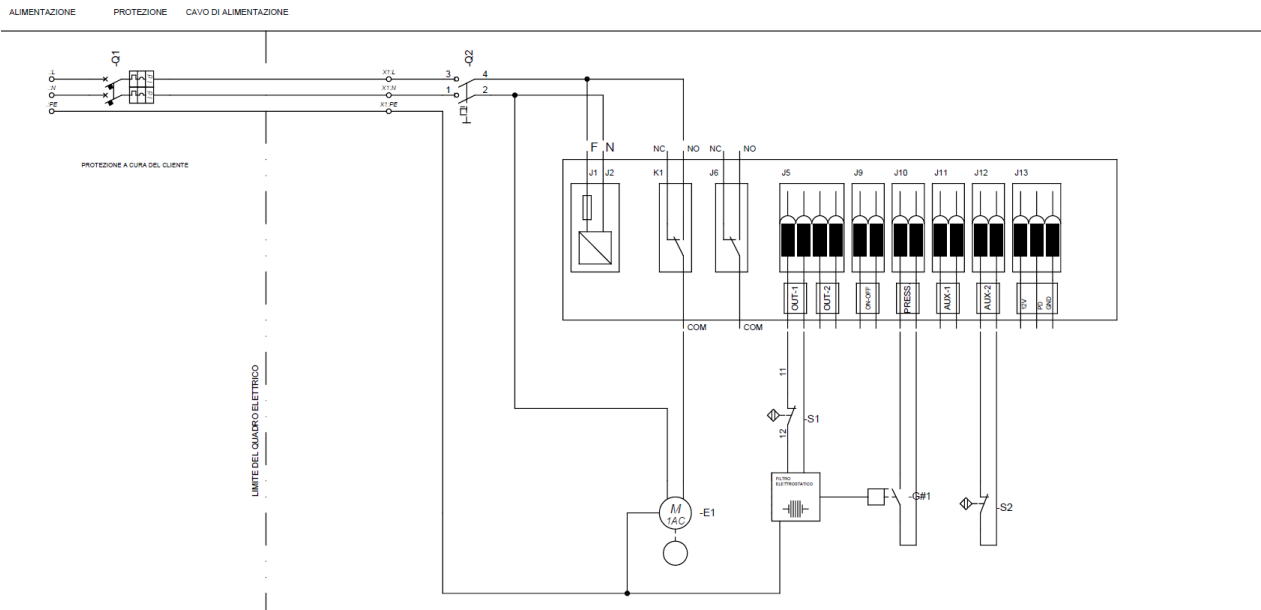 ALIMENTAZIONE PROTEZIONE CAVO DI ALIMENTAZIONE
-Q1 -Q2
.:L X1:L 3 4
.:N X1:N 1 2
.:PE X1:PE
I d
I d
PROTEZIONE A CURA DEL CLIENTE
F N NC NO NC NO
J1 J2 K1 J6 J5 J9 J10 J11 J12 J13
OUT-1 OUT-2 ON-OFF PRESS AUX-1 AUX-2 12V PD GND
COM COM
LIMITE DEL QUADRO ELETTRICO
11
-S1
12
FILTRO
ELETTROSTATICO
-G#1
-S2
M
1AC
-E1